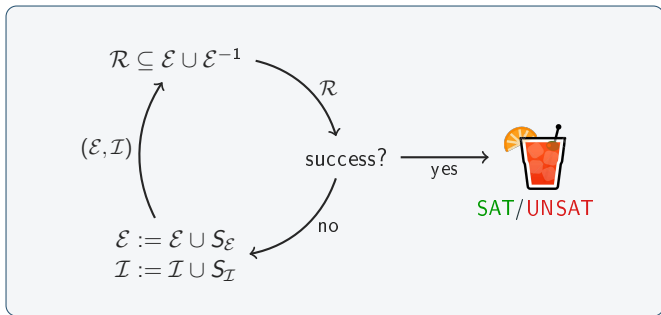 ℛ ⊆ ℰ ∪ ℰ⁻¹
ℛ
(ℰ, ℐ)
success?
yes
SAT/UNSAT
no
ℰ := ℰ ∪ S_ℰ
ℐ := ℐ ∪ S_ℐ